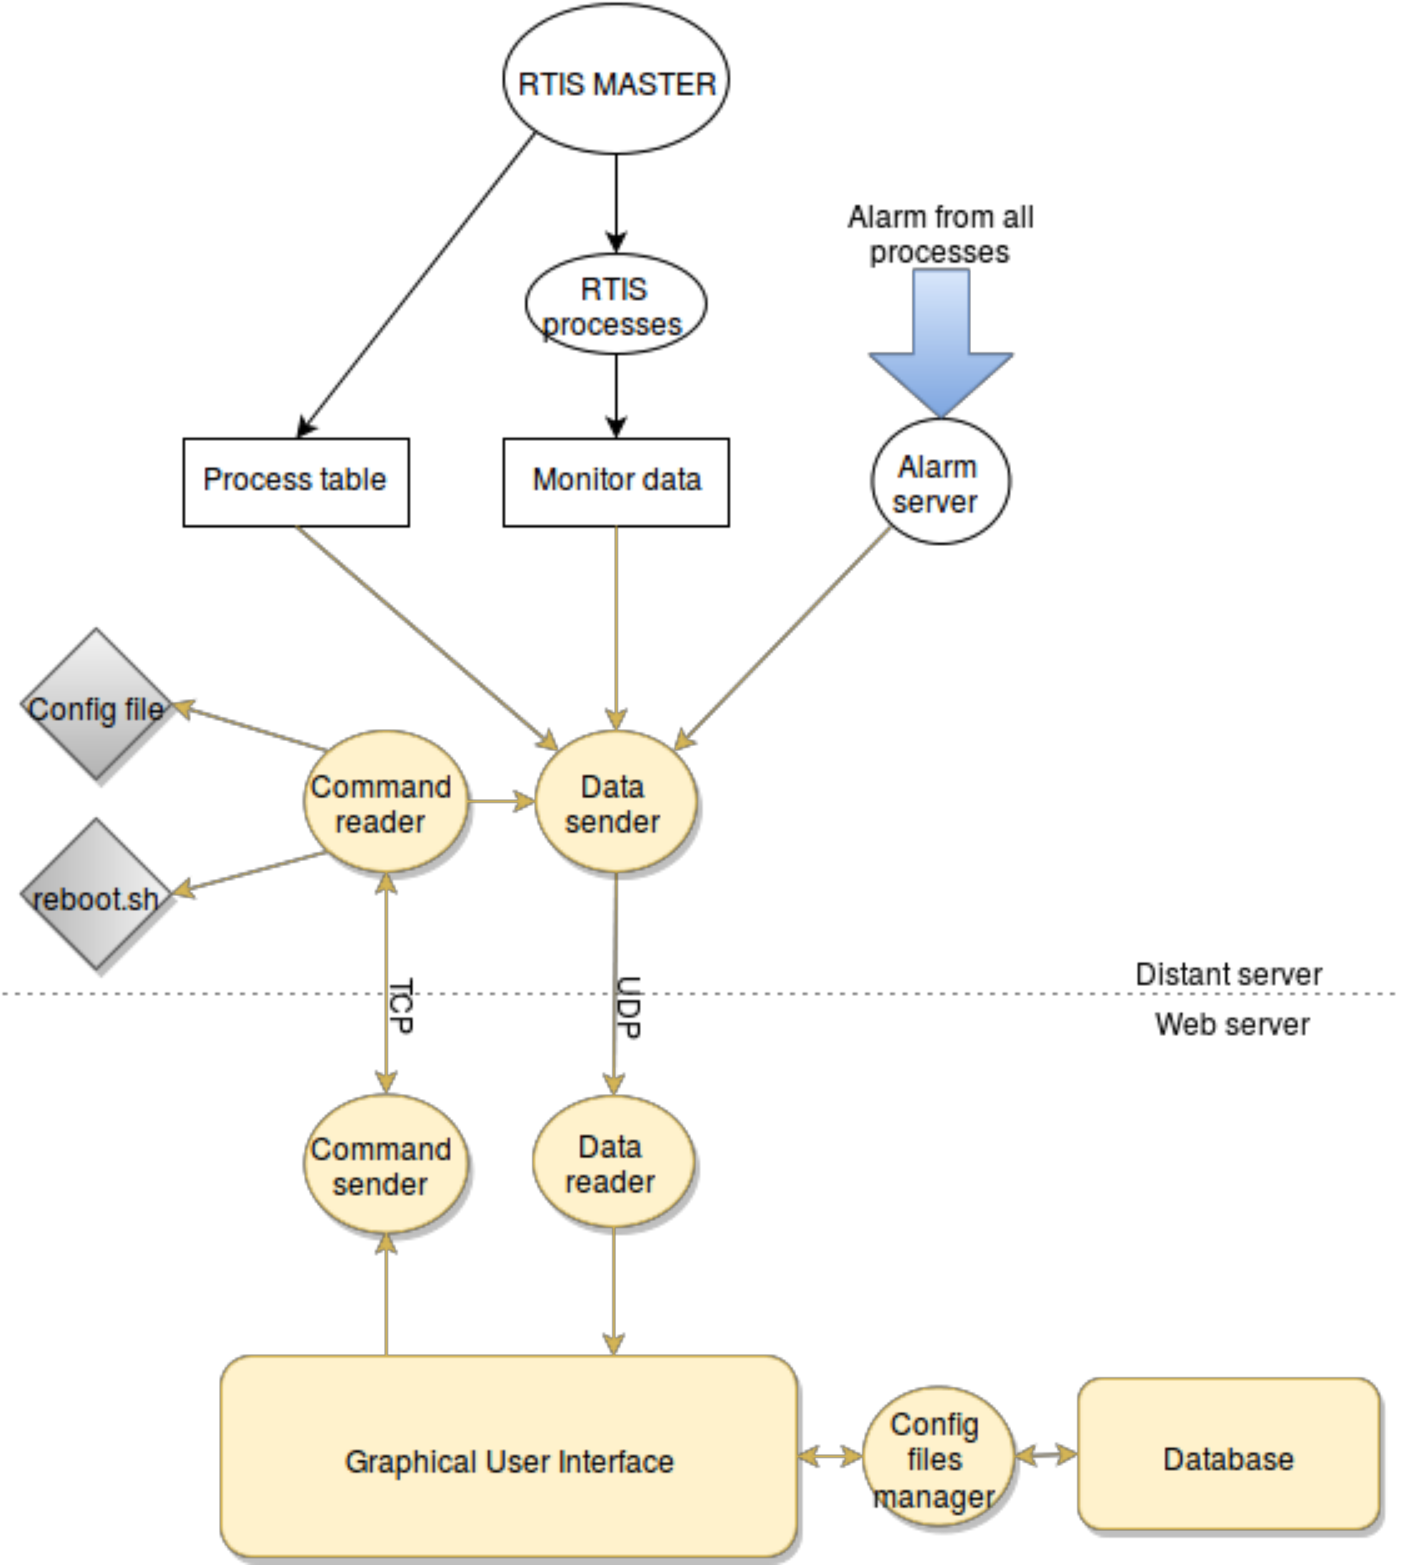 RTIS MASTER
Alarm from all
processes
RTIS
processes
Process table
Monitor data
Alarm
server
Config file
Command
reader
Data
sender
reboot.sh
TCP
UDP
Distant server
Web server
Command
sender
Data
reader
Graphical User Interface
Config
files
manager
Database